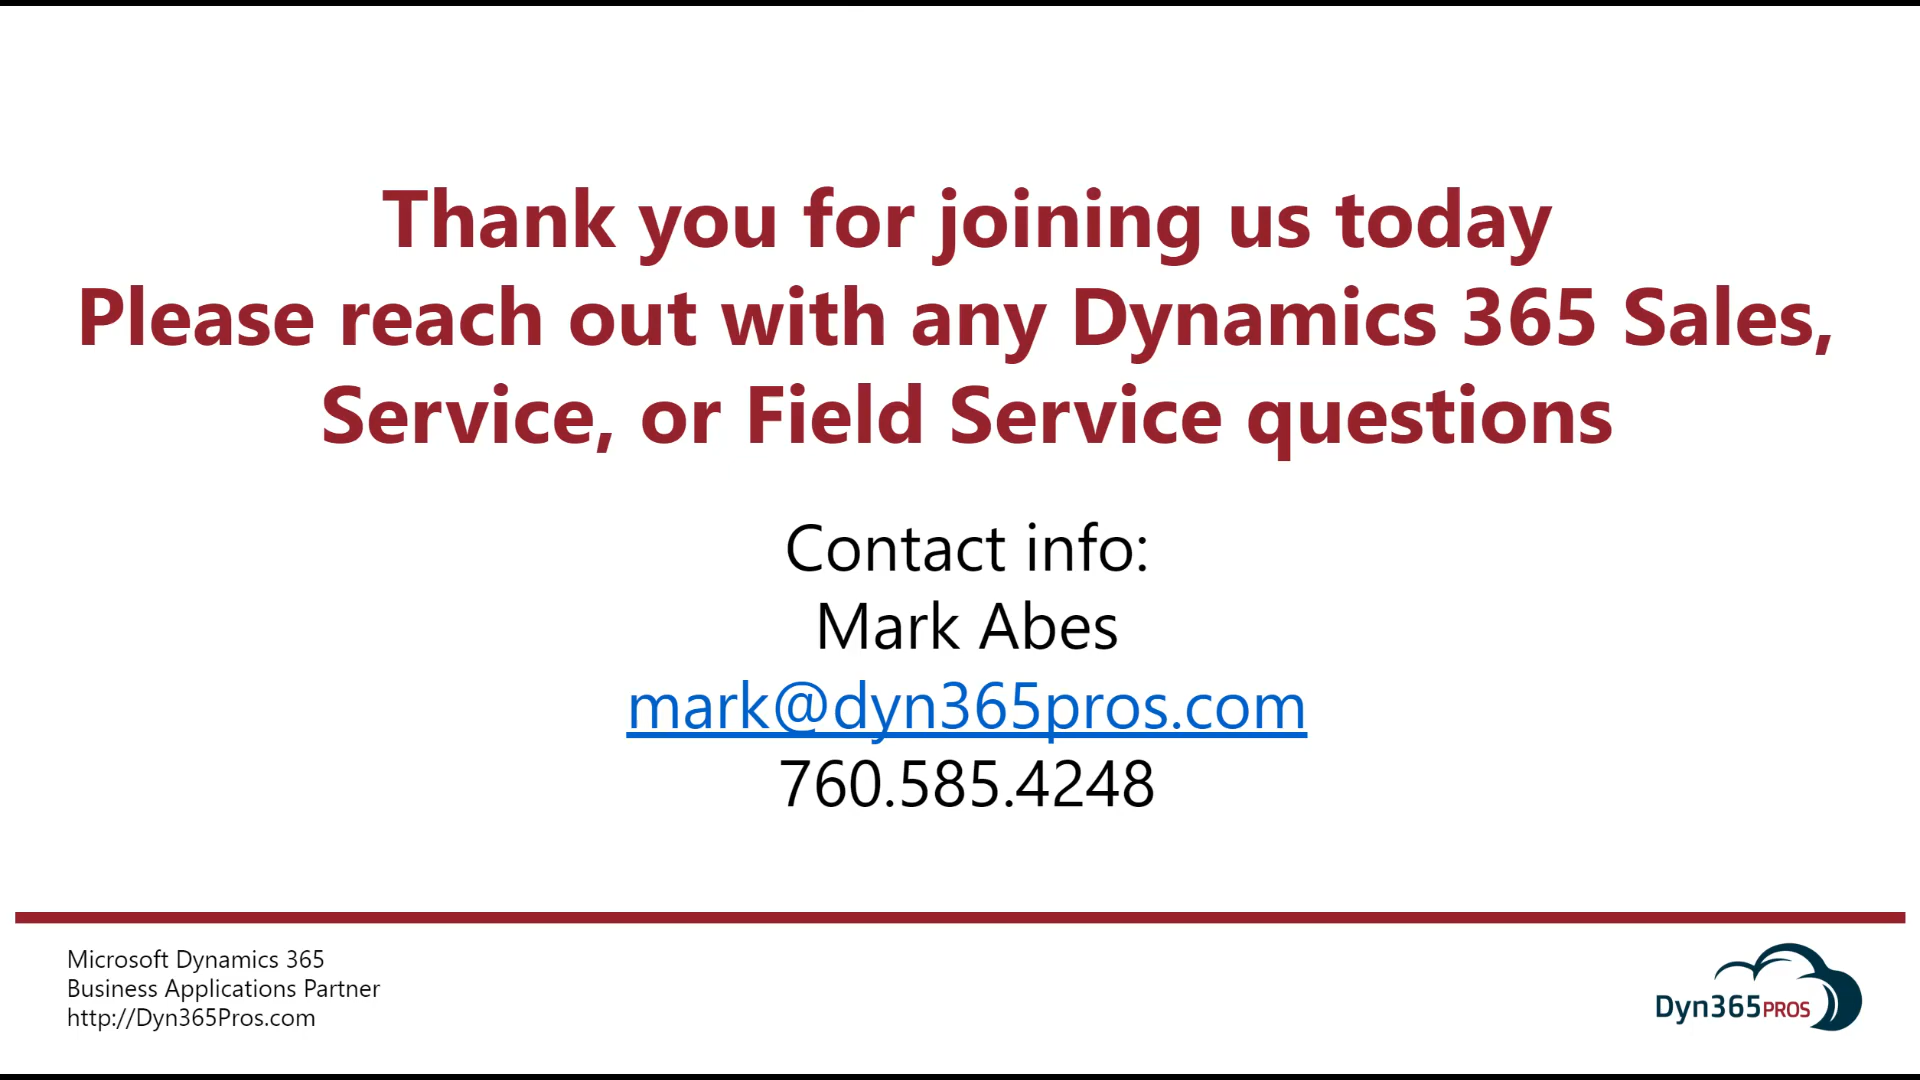 Thank you for joining us today
Please reach out with any Dynamics 365 Sales,
Service, or Field Service questions
Contact info:
Mark Abes
mark@dyn365pros.com
760.585.4248
Microsoft Dynamics 365
Business Applications Partner
http://Dyn365Pros.com
Dyn365PROS